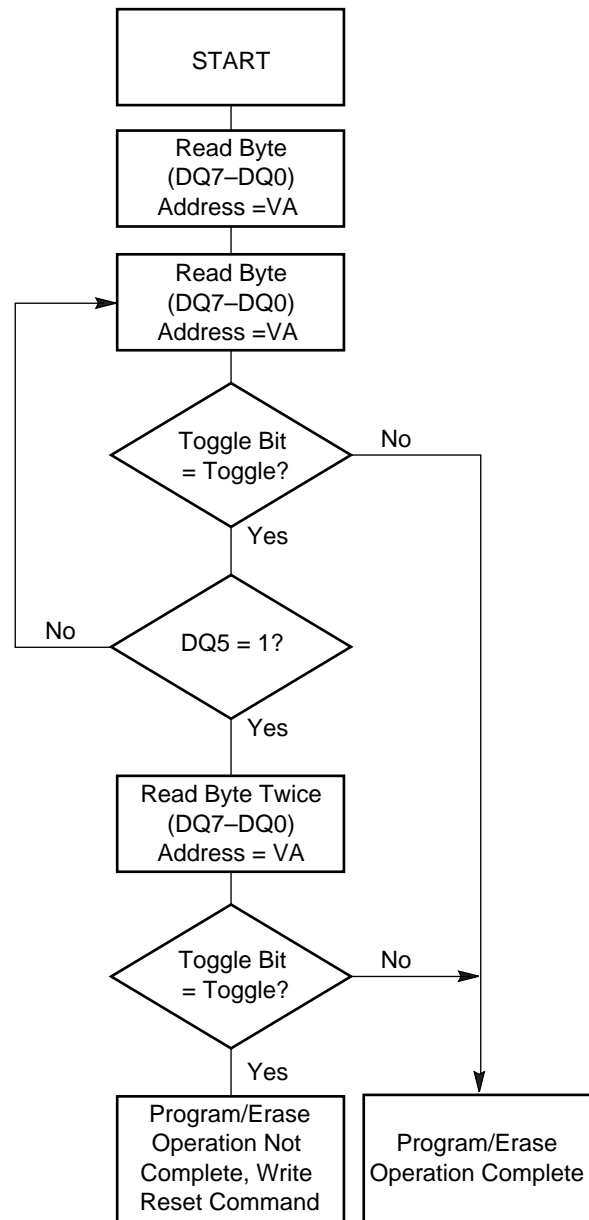 START
Read Byte
(DQ7–DQ0)
Address =VA
Read Byte
(DQ7–DQ0)
Address =VA
Toggle Bit
= Toggle?
No
Yes
No
DQ5 = 1?
Yes
Read Byte Twice
(DQ7–DQ0)
Address = VA
Toggle Bit
= Toggle?
No
Yes
Program/Erase
Operation Not
Complete, Write
Reset Command
Program/Erase
Operation Complete